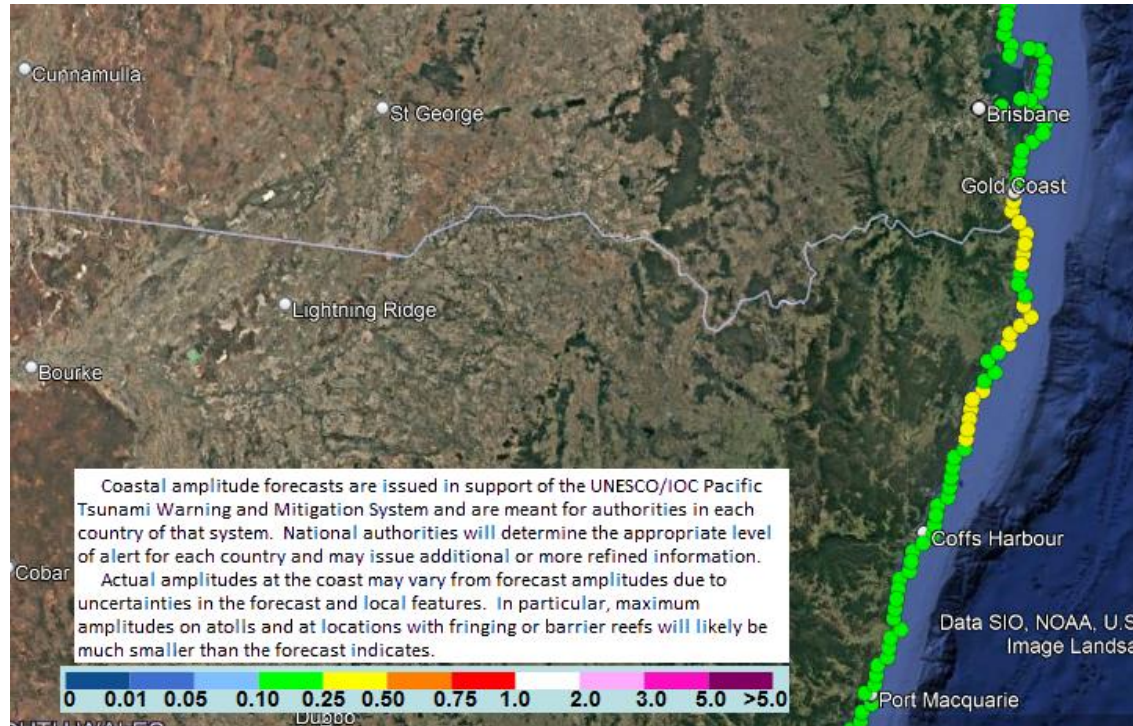 Cunnamulla
St George
Brisbane
Gold Coast
Lightning Ridge
Bourke
Coastal amplitude forecasts are issued in support of the UNESCO/IOC Pacific
Tsunami Warning and Mitigation System and are meant for authorities in each
country of that system. National authorities will determine the appropriate level
of alert for each country and may issue additional or more refined information.
Actual amplitudes at the coast may vary from forecast amplitudes due to
uncertainties in the forecast and local features. In particular, maximum
amplitudes on atolls and at locations with fringing or barrier reefs will likely be
much smaller than the forecast indicates.
Coffs Harbour
Cobar
Data SIO, NOAA, U.S
Image Landsa
0 0.01 0.05 0.10 0.25 0.50 0.75 1.0 2.0 3.0 5.0 >5.0
Port Macquarie
Dubbo
WALES